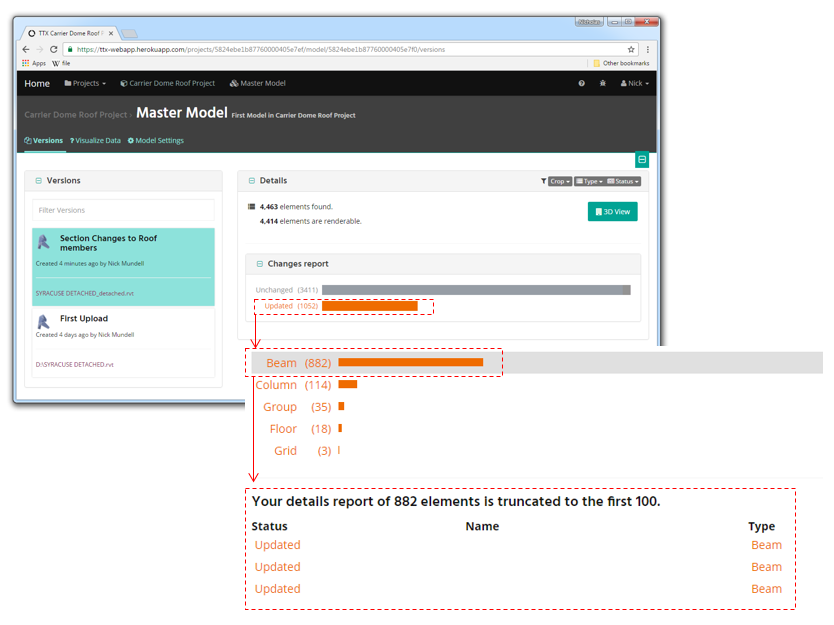 Nicholas
TTX Carrier Dome Roof P
https://ttx-webapp.herokuapp.com/projects/5824ebe1b87760000405e7ef/model/5824ebe1b87760000405e7f0/versions
Apps W file Other bookmarks
Home Projects Carrier Dome Roof Project Master Model Nick
Carrier Dome Roof Project › Master Model First Model in Carrier Dome Roof Project
Versions ? Visualize Data Model Settings
Versions
Filter Versions
Section Changes to Roof
members
Created 4 minutes ago by Nick Mundell
SYRACUSE DETACHED_detached.rvt
First Upload
Created 4 days ago by Nick Mundell
D:\SYRACUSE DETACHED.rvt
Details Crop Type Status
4,463 elements found.
4,414 elements are renderable.
3D View
Changes report
Unchanged (3411)
Updated (1052)
Beam (882)
Column (114)
Group (35)
Floor (18)
Grid (3)
Your details report of 882 elements is truncated to the first 100.
Status Name Type
Updated Beam
Updated Beam
Updated Beam